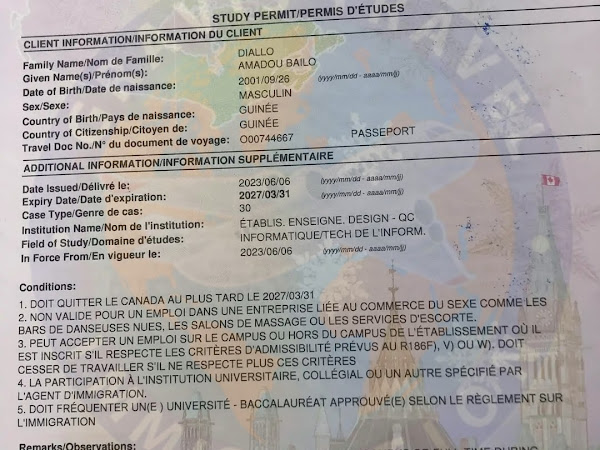 STUDY PERMIT/PERMIS D'ÉTUDES
CLIENT INFORMATION/INFORMATION DU CLIENT
Family Name/Nom de Famille: DIALLO
Given Name(s)/Prénom(s): AMADOU BAILO
Date of Birth/Date de naissance: 2001/09/26 (yyyy/mm/dd - aaaa/mm/jj)
Sex/Sexe: MASCULIN
Country of Birth/Pays de naissance: GUINÉE
Country of Citizenship/Citoyen de: GUINÉE
Travel Doc No./N° du document de voyage: O00744667 PASSEPORT
ADDITIONAL INFORMATION/INFORMATION SUPPLÉMENTAIRE
Date Issued/Délivré le: 2023/06/06 (yyyy/mm/dd - aaaa/mm/jj)
Expiry Date/Date d'expiration: 2027/03/31 (yyyy/mm/dd - aaaa/mm/jj)
Case Type/Genre de cas: 30
Institution Name/Nom de l'institution: ÉTABLIS. ENSEIGNE. DESIGN - QC
Field of Study/Domaine d'études: INFORMATIQUE/TECH DE L'INFORM.
In Force From/En vigueur le: 2023/06/06 (yyyy/mm/dd - aaaa/mm/jj)
Conditions:
1. DOIT QUITTER LE CANADA AU PLUS TARD LE 2027/03/31
2. NON VALIDE POUR UN EMPLOI DANS UNE ENTREPRISE LIÉE AU COMMERCE DU SEXE COMME LES
BARS DE DANSEUSES NUES, LES SALONS DE MASSAGE OU LES SERVICES D'ESCORTE.
3. PEUT ACCEPTER UN EMPLOI SUR LE CAMPUS OU HORS DU CAMPUS DE L'ÉTABLISSEMENT OÙ IL
EST INSCRIT S'IL RESPECTE LES CRITÈRES D'ADMISSIBILITÉ PRÉVUS AU R186F), V) OU W). DOIT
CESSER DE TRAVAILLER S'IL NE RESPECTE PLUS CES CRITÈRES
4. LA PARTICIPATION À L'INSTITUTION UNIVERSITAIRE, COLLÉGIAL OU UN AUTRE SPÉCIFIÉ PAR
L'AGENT D'IMMIGRATION.
5. DOIT FRÉQUENTER UN(E ) UNIVERSITÉ - BACCALAURÉAT APPROUVÉ(E) SELON LE RÈGLEMENT SUR
L'IMMIGRATION
Remarks/Observations: